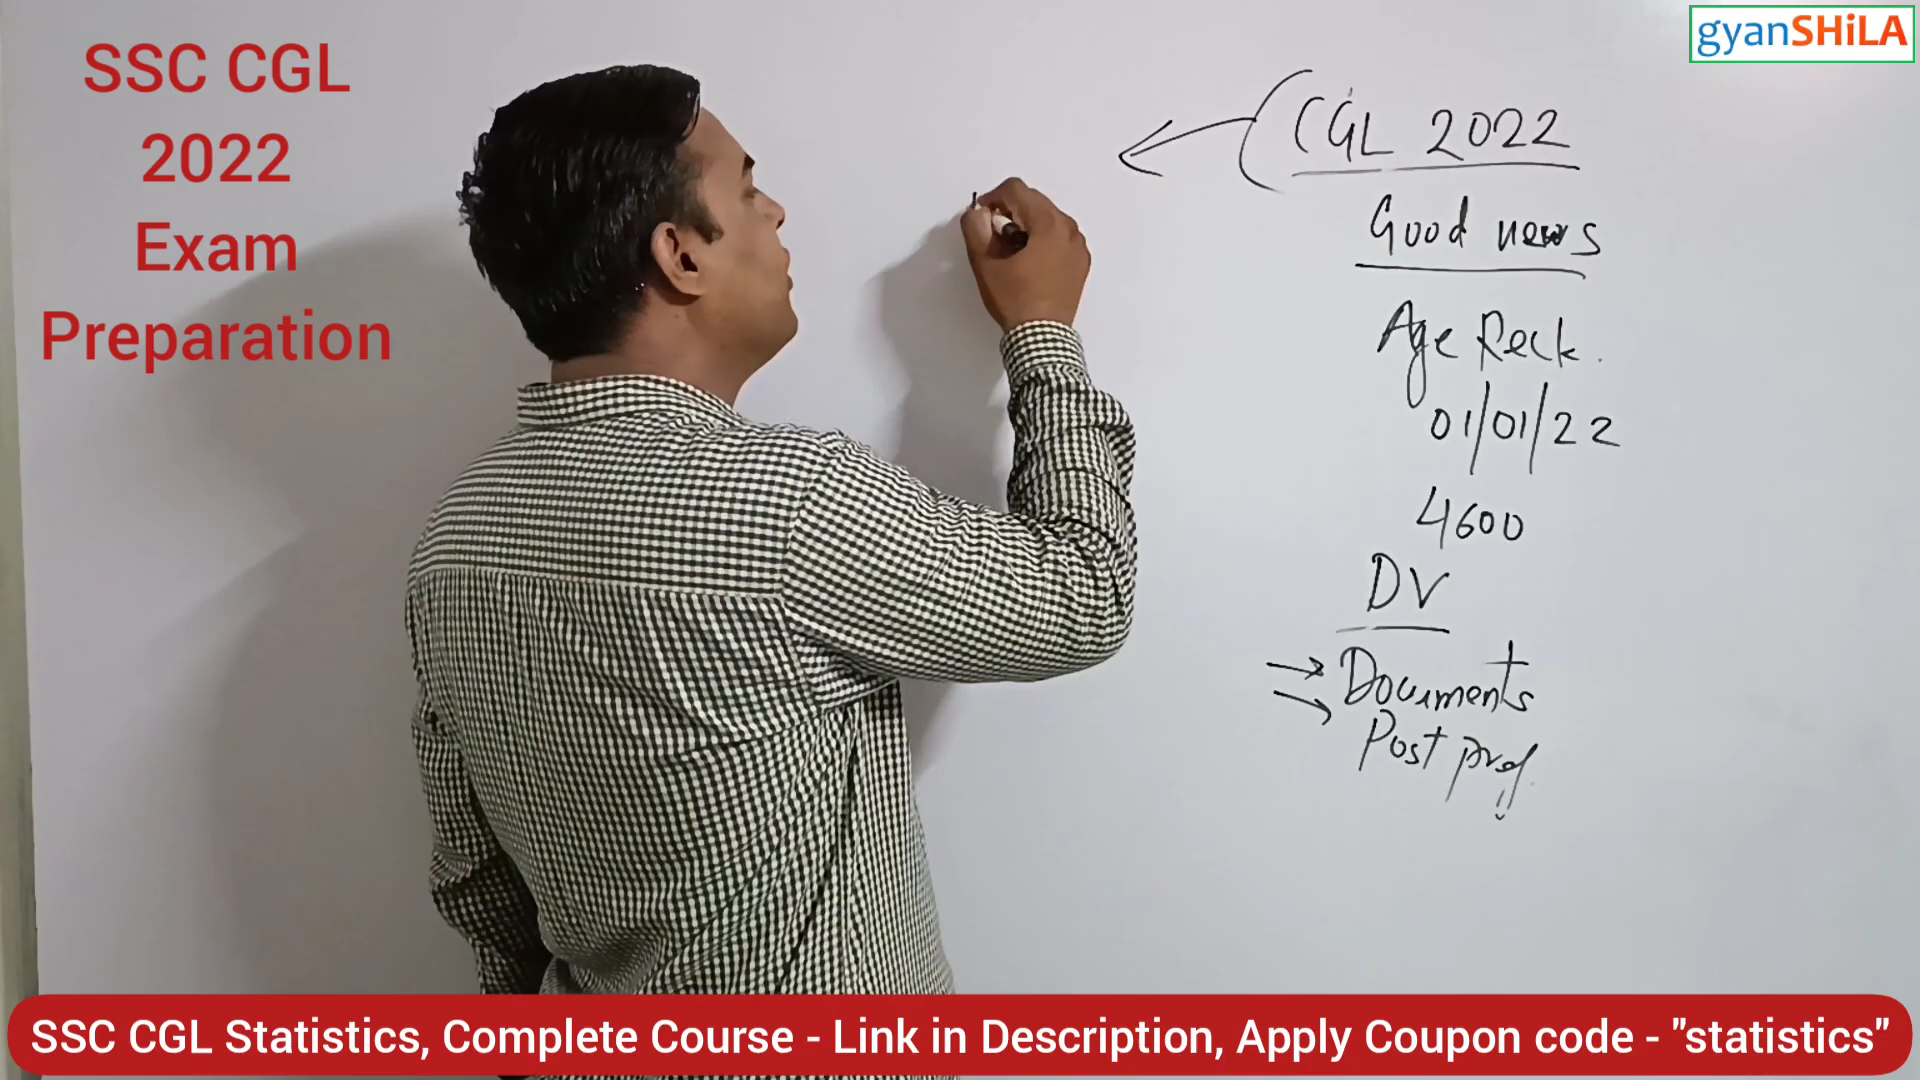 SSC CGL
2022
Exam
Preparation
gyanSHiLA
CGL 2022
Good news
Age Reck.
01/01/22
4600
DV
Documents
Post pref.
SSC CGL Statistics, Complete Course - Link in Description, Apply Coupon code - "statistics"